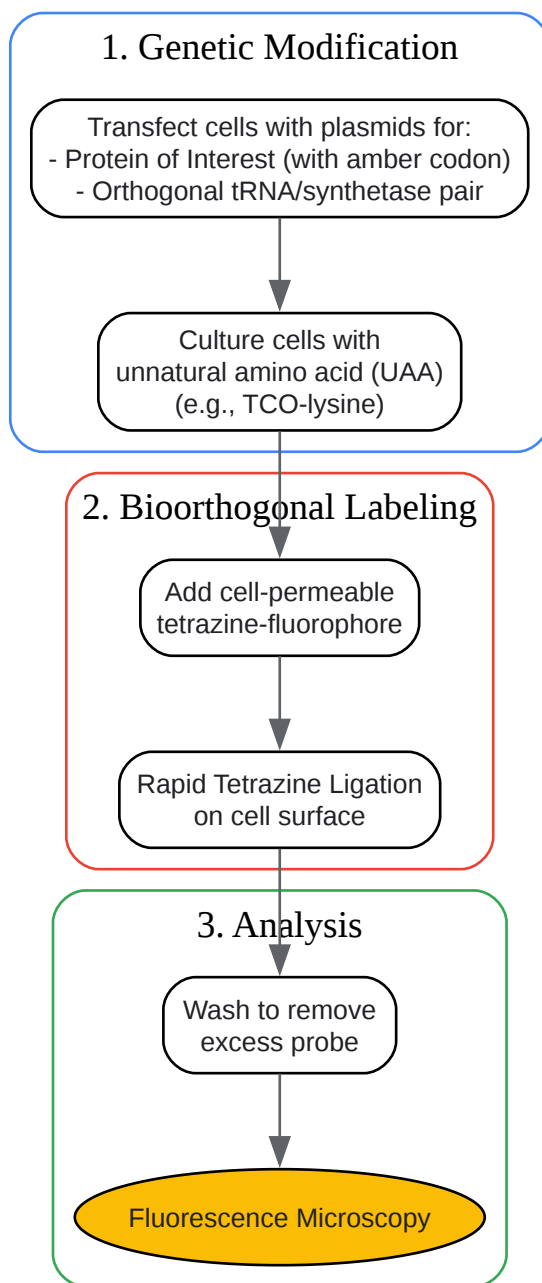 1. Genetic Modification
Transfect cells with plasmids for:
- Protein of Interest (with amber codon)
- Orthogonal tRNA/synthetase pair
Culture cells with
unnatural amino acid (UAA)
(e.g., TCO-lysine)
2. Bioorthogonal Labeling
Add cell-permeable
tetrazine-fluorophore
Rapid Tetrazine Ligation
on cell surface
3. Analysis
Wash to remove
excess probe
Fluorescence Microscopy